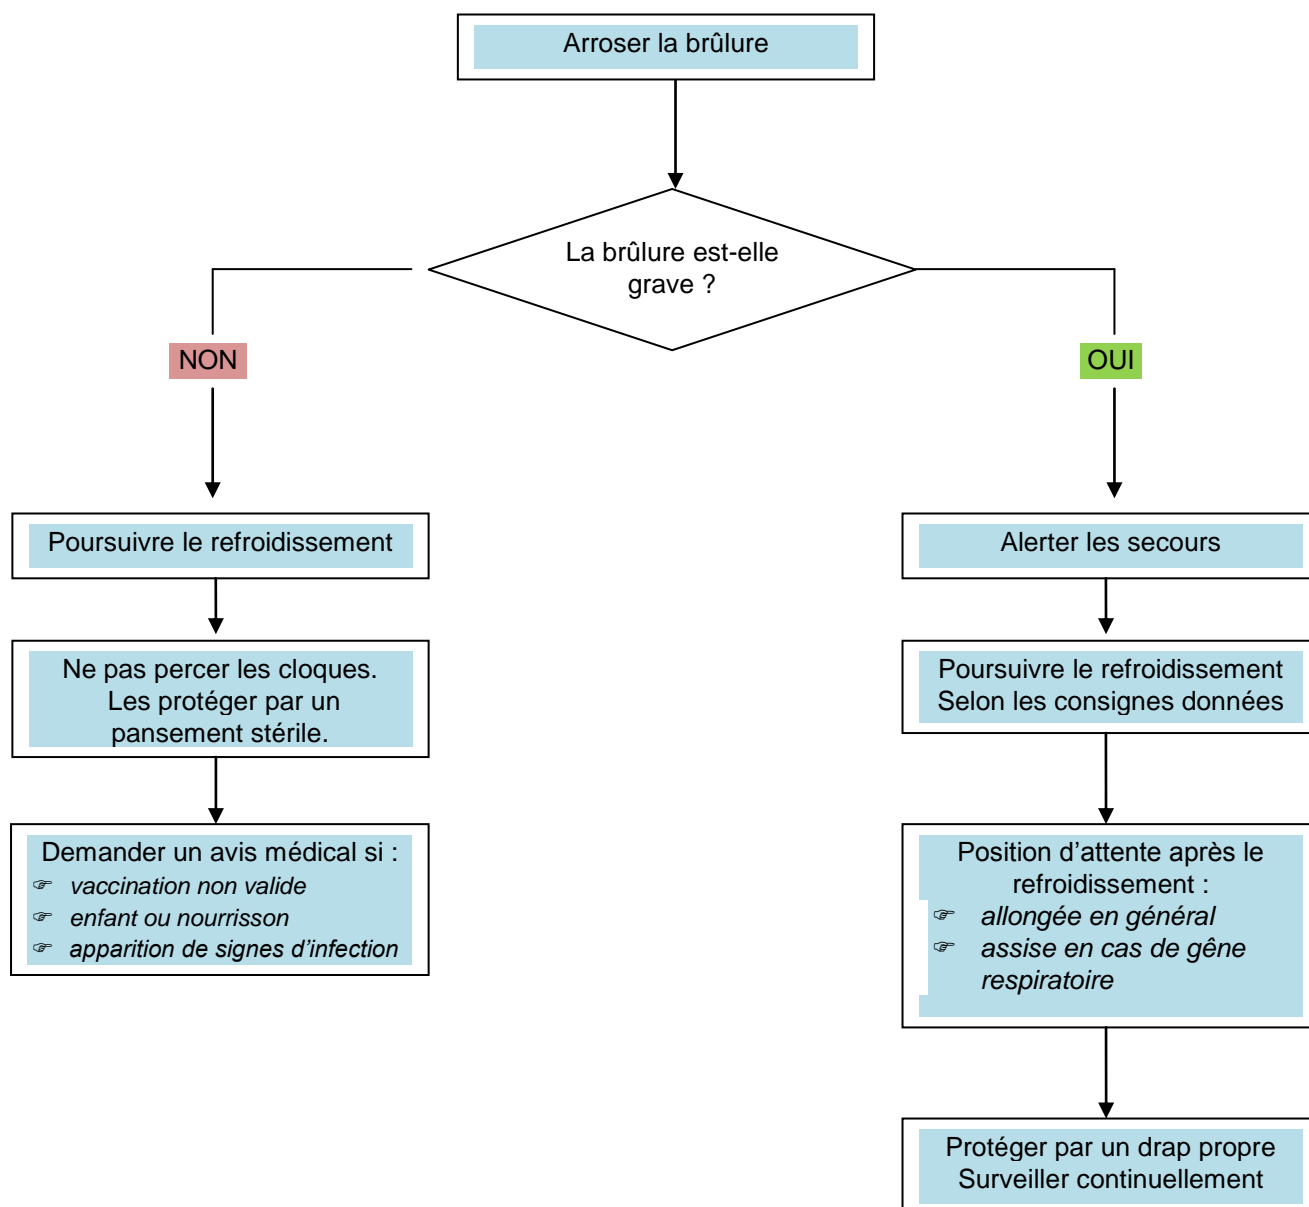 Arroser la brûlure
La brûlure est-elle
grave ?
NON
OUI
Poursuivre le refroidissement
Ne pas percer les cloques.
Les protéger par un
pansement stérile.
Demander un avis médical si :
☞ vaccination non valide
☞ enfant ou nourrisson
☞ apparition de signes d’infection
Alerter les secours
Poursuivre le refroidissement
Selon les consignes données
Position d’attente après le
refroidissement :
☞ allongée en général
☞ assise en cas de gêne
respiratoire
Protéger par un drap propre
Surveiller continuellement